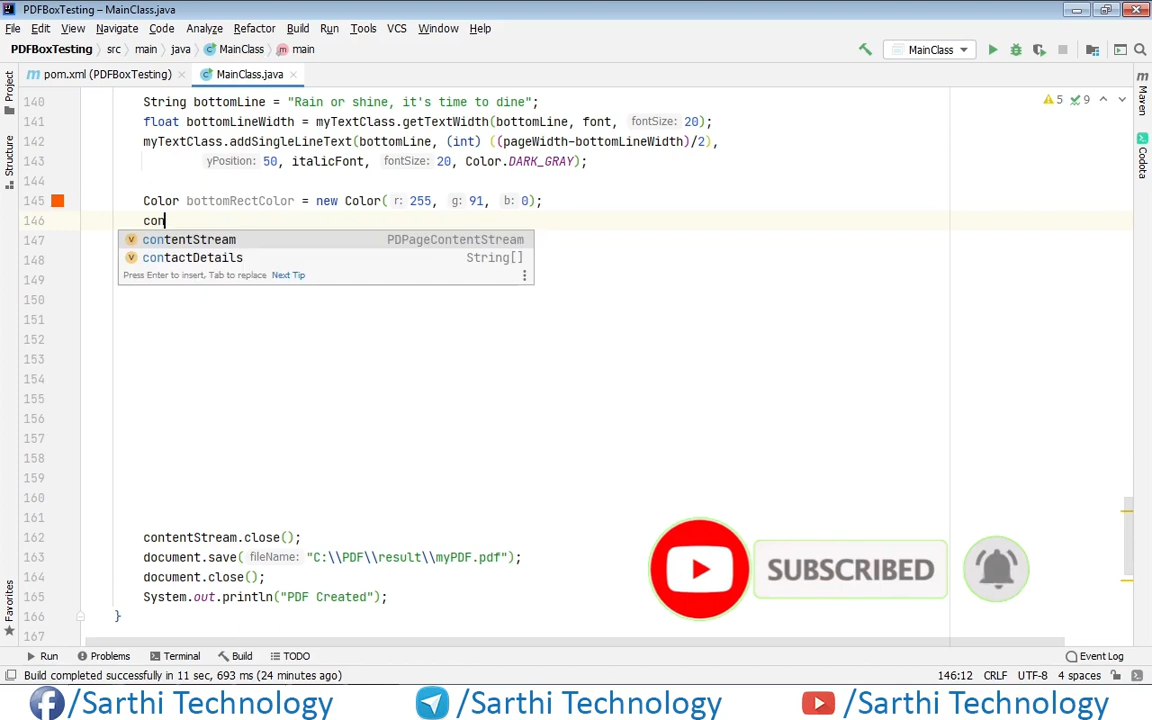 PDFBoxTesting – MainClass.java
File Edit View Navigate Code Analyze Refactor Build Run Tools VCS Window Help
PDFBoxTesting > src > main > java > MainClass > main
MainClass
pom.xml (PDFBoxTesting)
MainClass.java
Project
Structure
Favorites
Maven
Codota
5 9
140 String bottomLine = "Rain or shine, it's time to dine";
141 float bottomLineWidth = myTextClass.getTextWidth(bottomLine, font, fontSize: 20);
142 myTextClass.addSingleLineText(bottomLine, (int) ((pageWidth-bottomLineWidth)/2),
143 yPosition: 50, italicFont, fontSize: 20, Color.DARK_GRAY);
144
145 Color bottomRectColor = new Color( r: 255, g: 91, b: 0);
146 con
147 contentStream PDPageContentStream
148 contactDetails String[]
149 Press Enter to insert, Tab to replace Next Tip
150
151
152
153
154
155
156
157
158
159
160
161
162 contentStream.close();
163 document.save( fileName: "C:\\PDF\\result\\myPDF.pdf");
164 document.close();
165 System.out.println("PDF Created");
166 }
167
SUBSCRIBED
Run Problems Terminal Build TODO Event Log
Build completed successfully in 11 sec, 693 ms (24 minutes ago) 146:12 CRLF UTF-8 4 spaces
/Sarthi Technology /Sarthi Technology /Sarthi Technology